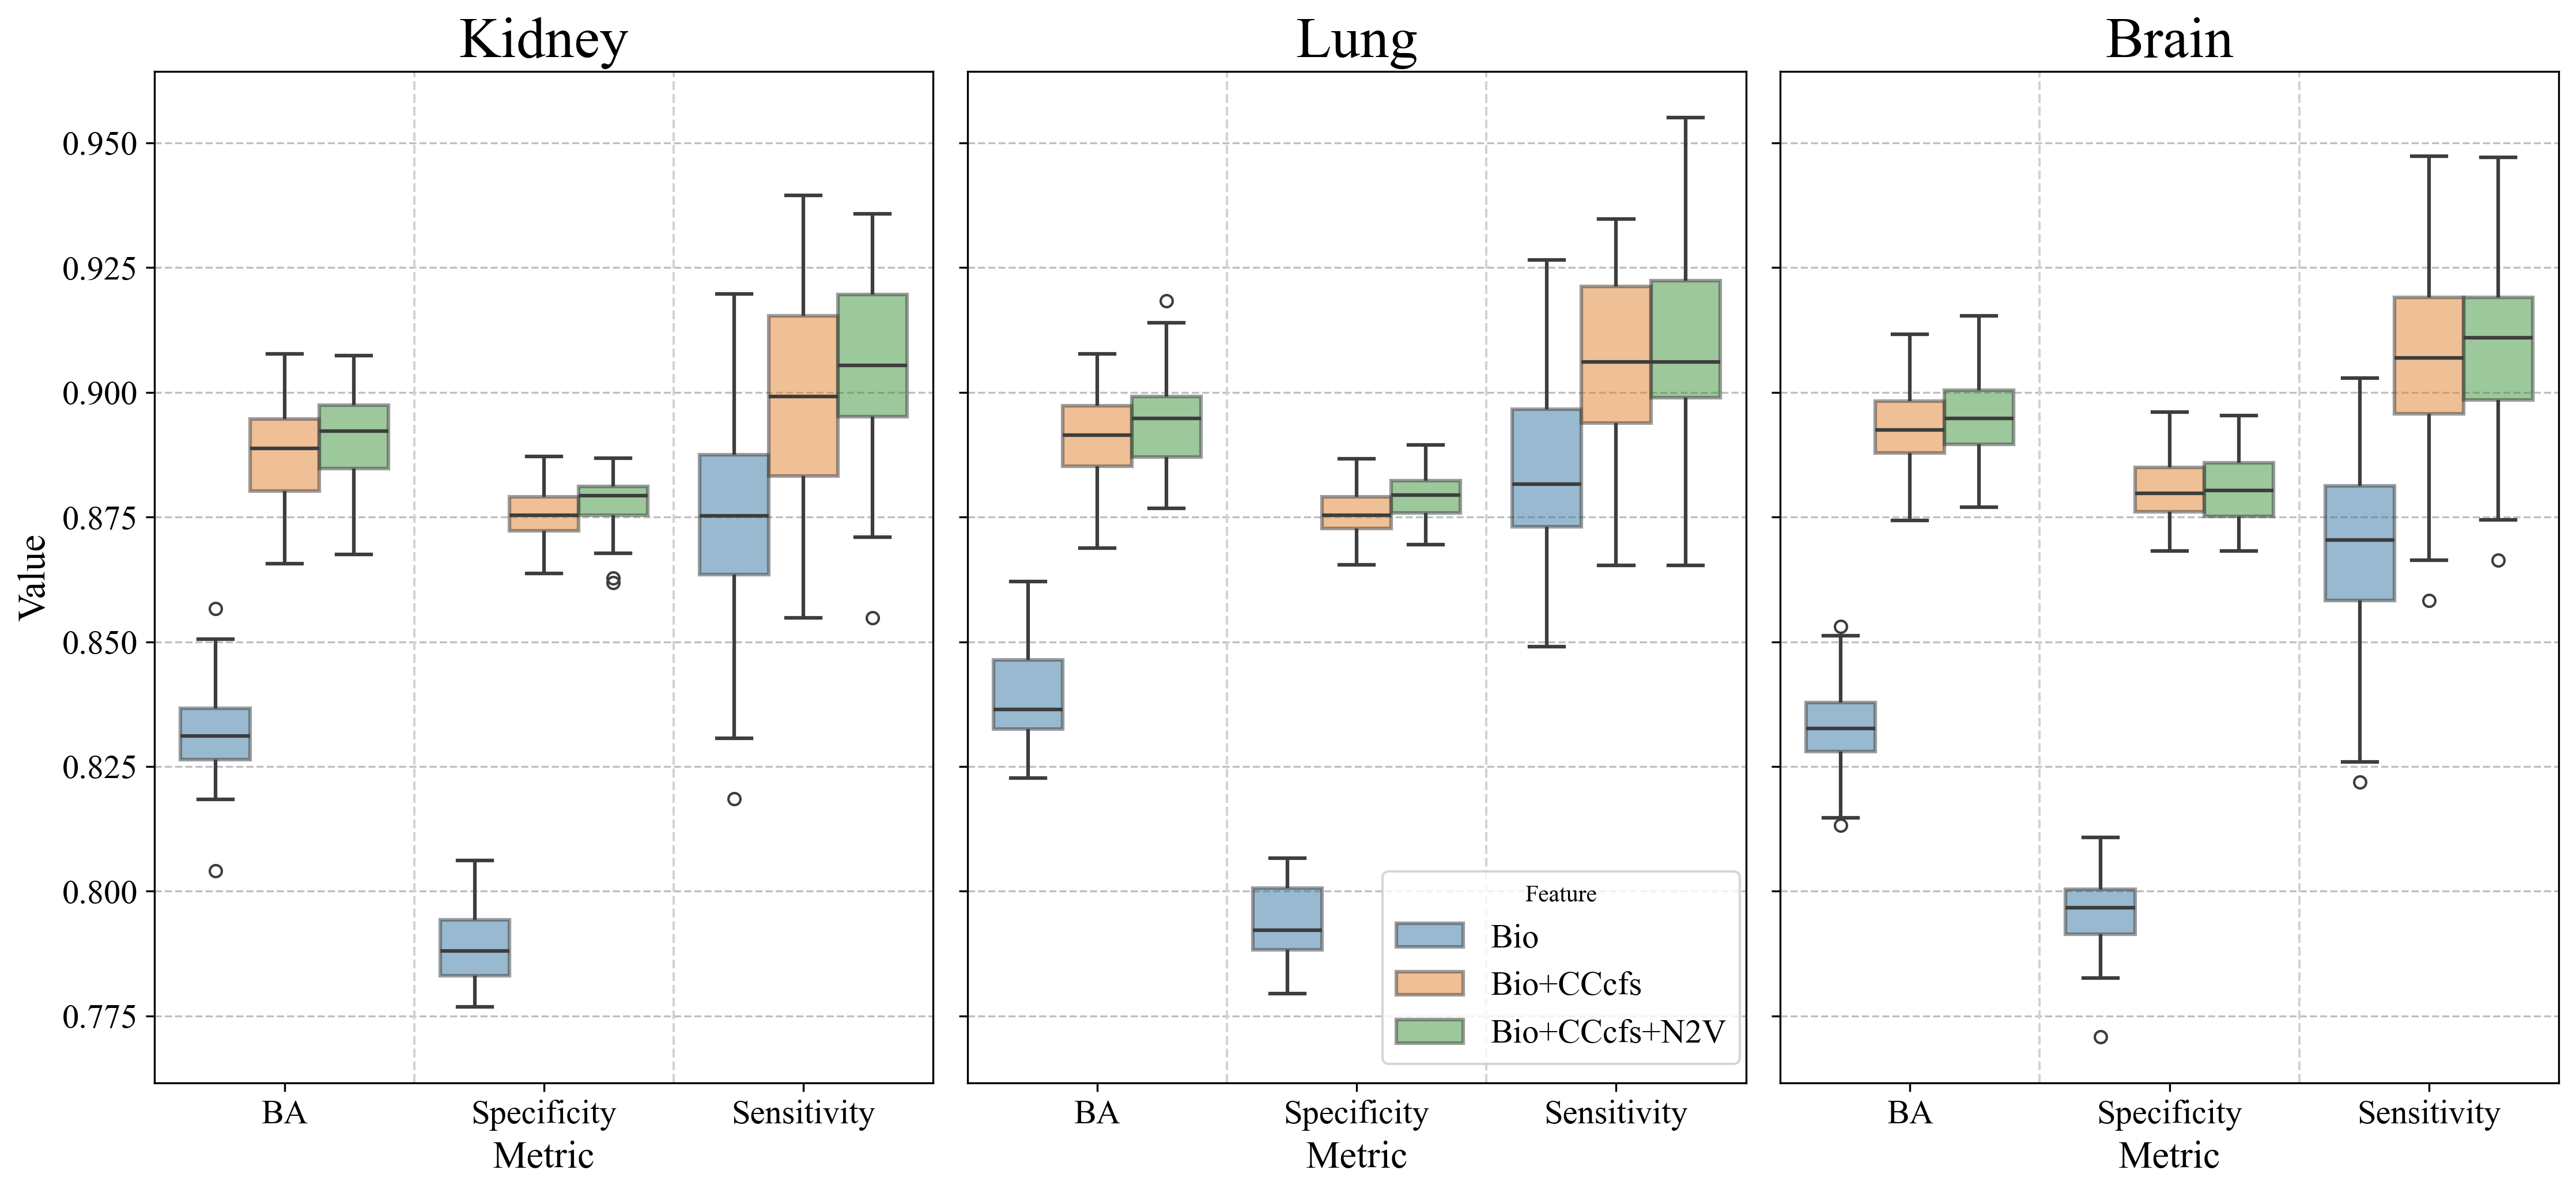 Kidney
Lung
Brain
Value
0.950
0.925
0.900
0.875
0.850
0.825
0.800
0.775
BA
Specificity
Sensitivity
Metric
BA
Specificity
Sensitivity
Metric
BA
Specificity
Sensitivity
Metric
Feature
Bio
Bio+CCcfs
Bio+CCcfs+N2V